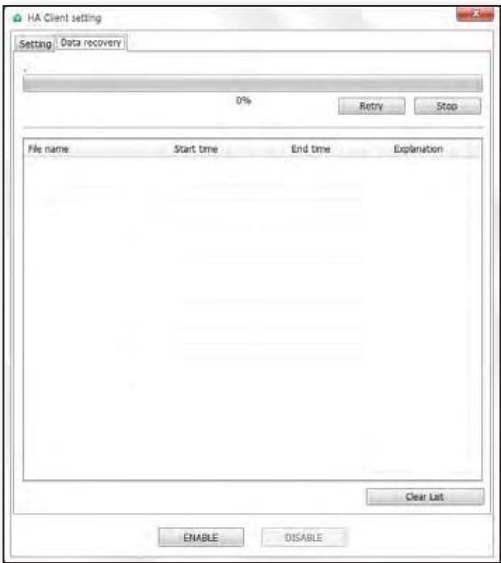 HA Client setting
Setting Data recovery
0%
Retry Stop
File name Start time End time Explanation
Clear List
ENABLE DISABLE